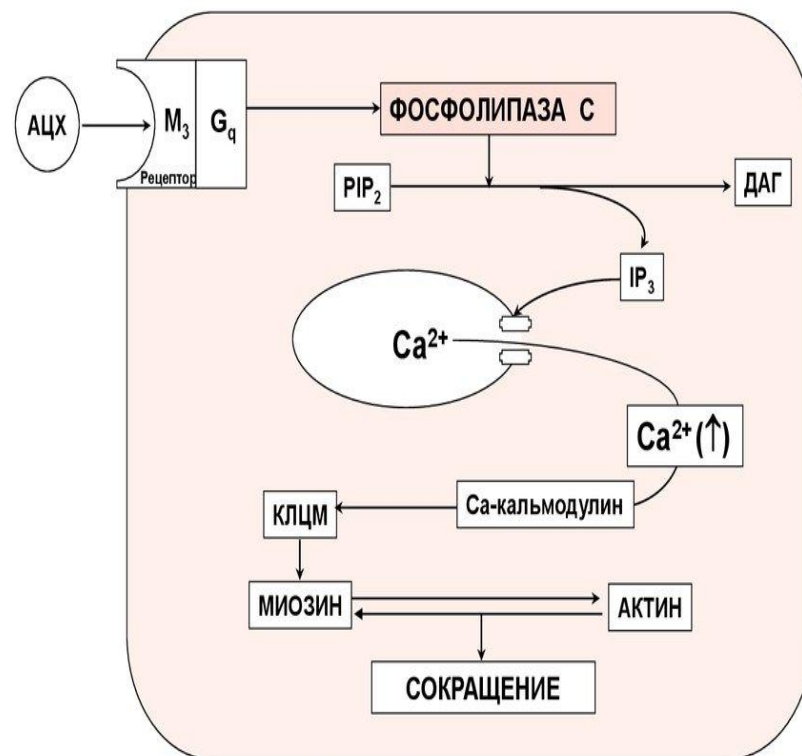 АЦХ
M₃
Gq
Рецептор
ФОСФОЛИПАЗА С
PIP₂
ДАГ
IP₃
Ca²⁺
Ca²⁺ (↑)
Са-кальмодулин
КЛЦМ
МИОЗИН
АКТИН
СОКРАЩЕНИЕ